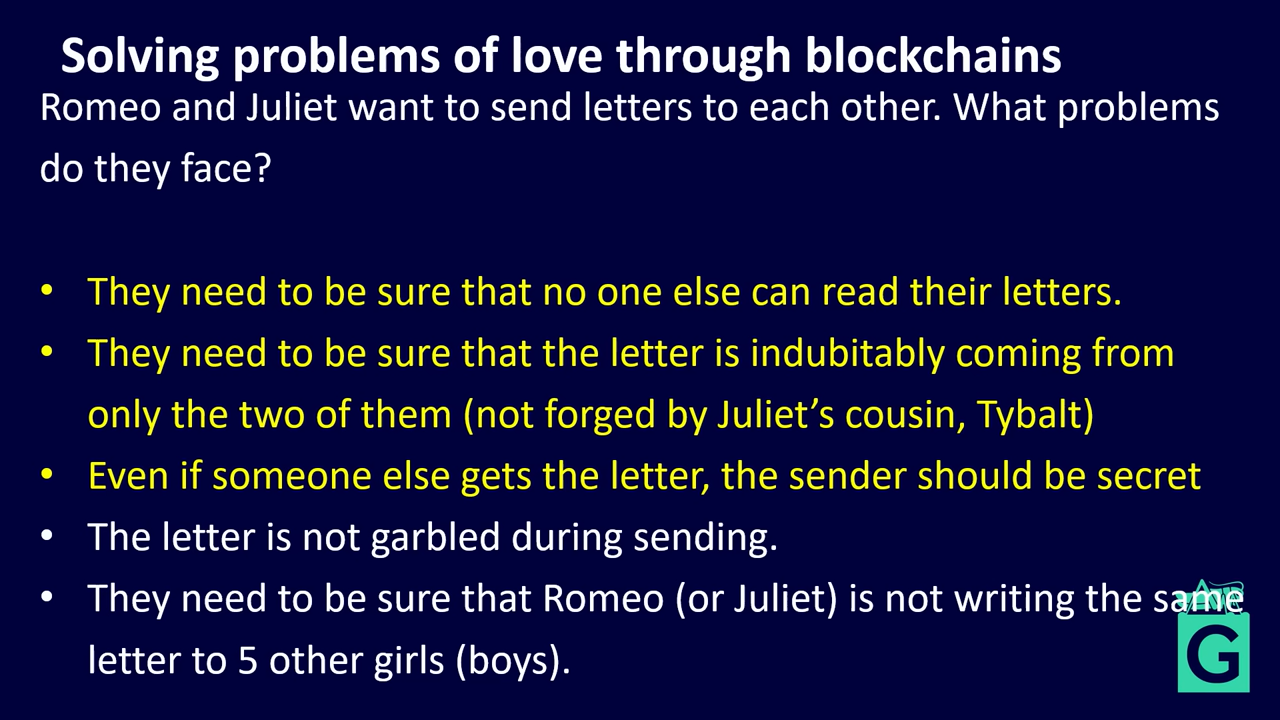 Solving problems of love through blockchains
Romeo and Juliet want to send letters to each other. What problems
do they face?
• They need to be sure that no one else can read their letters.
• They need to be sure that the letter is indubitably coming from
only the two of them (not forged by Juliet’s cousin, Tybalt)
• Even if someone else gets the letter, the sender should be secret
• The letter is not garbled during sending.
• They need to be sure that Romeo (or Juliet) is not writing the same
letter to 5 other girls (boys).
G